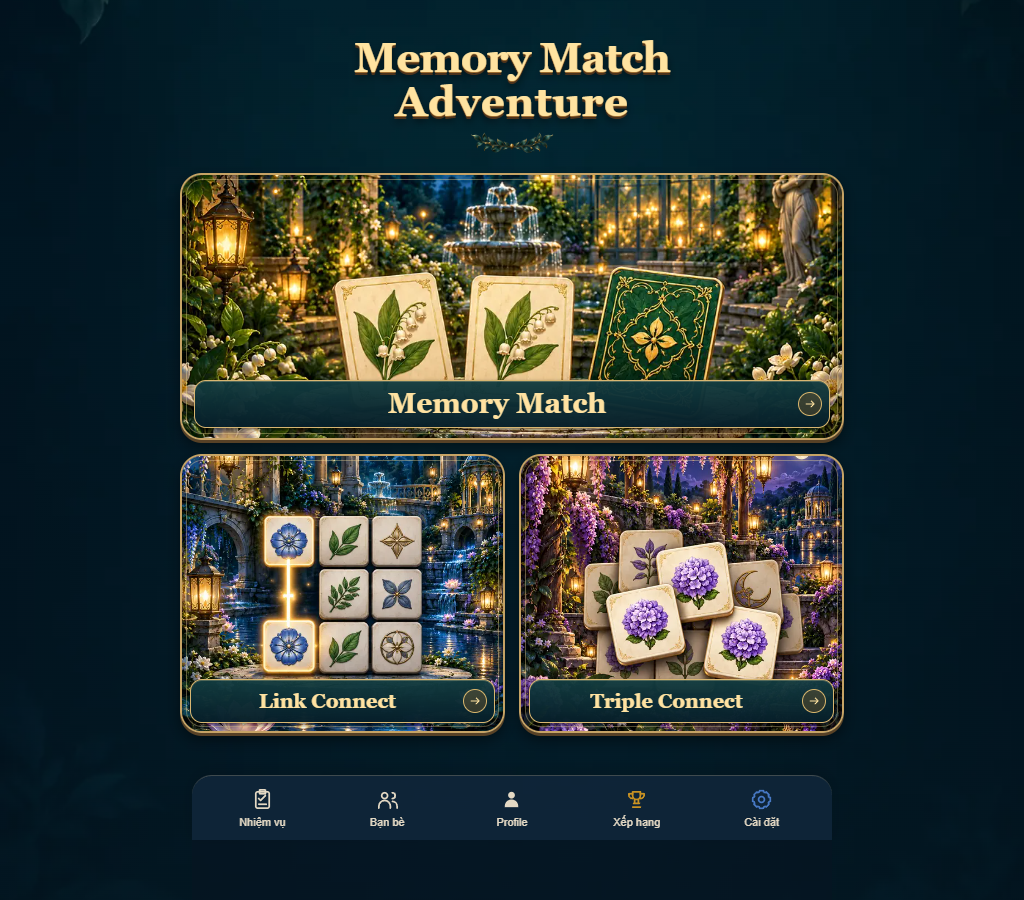 Memory Match
Adventure
Memory Match
Link Connect
Triple Connect
Nhiệm vụ
Bạn bè
Profile
Xếp hạng
Cài đặt